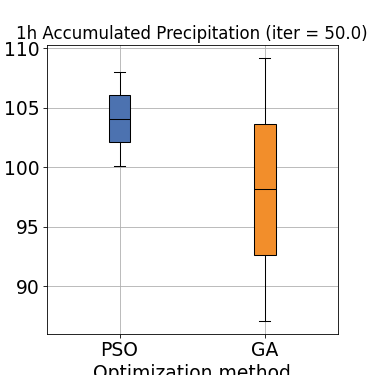 1h Accumulated Precipitation (iter = 50.0)
110
105
100
95
90
PSO GA
Optimization method